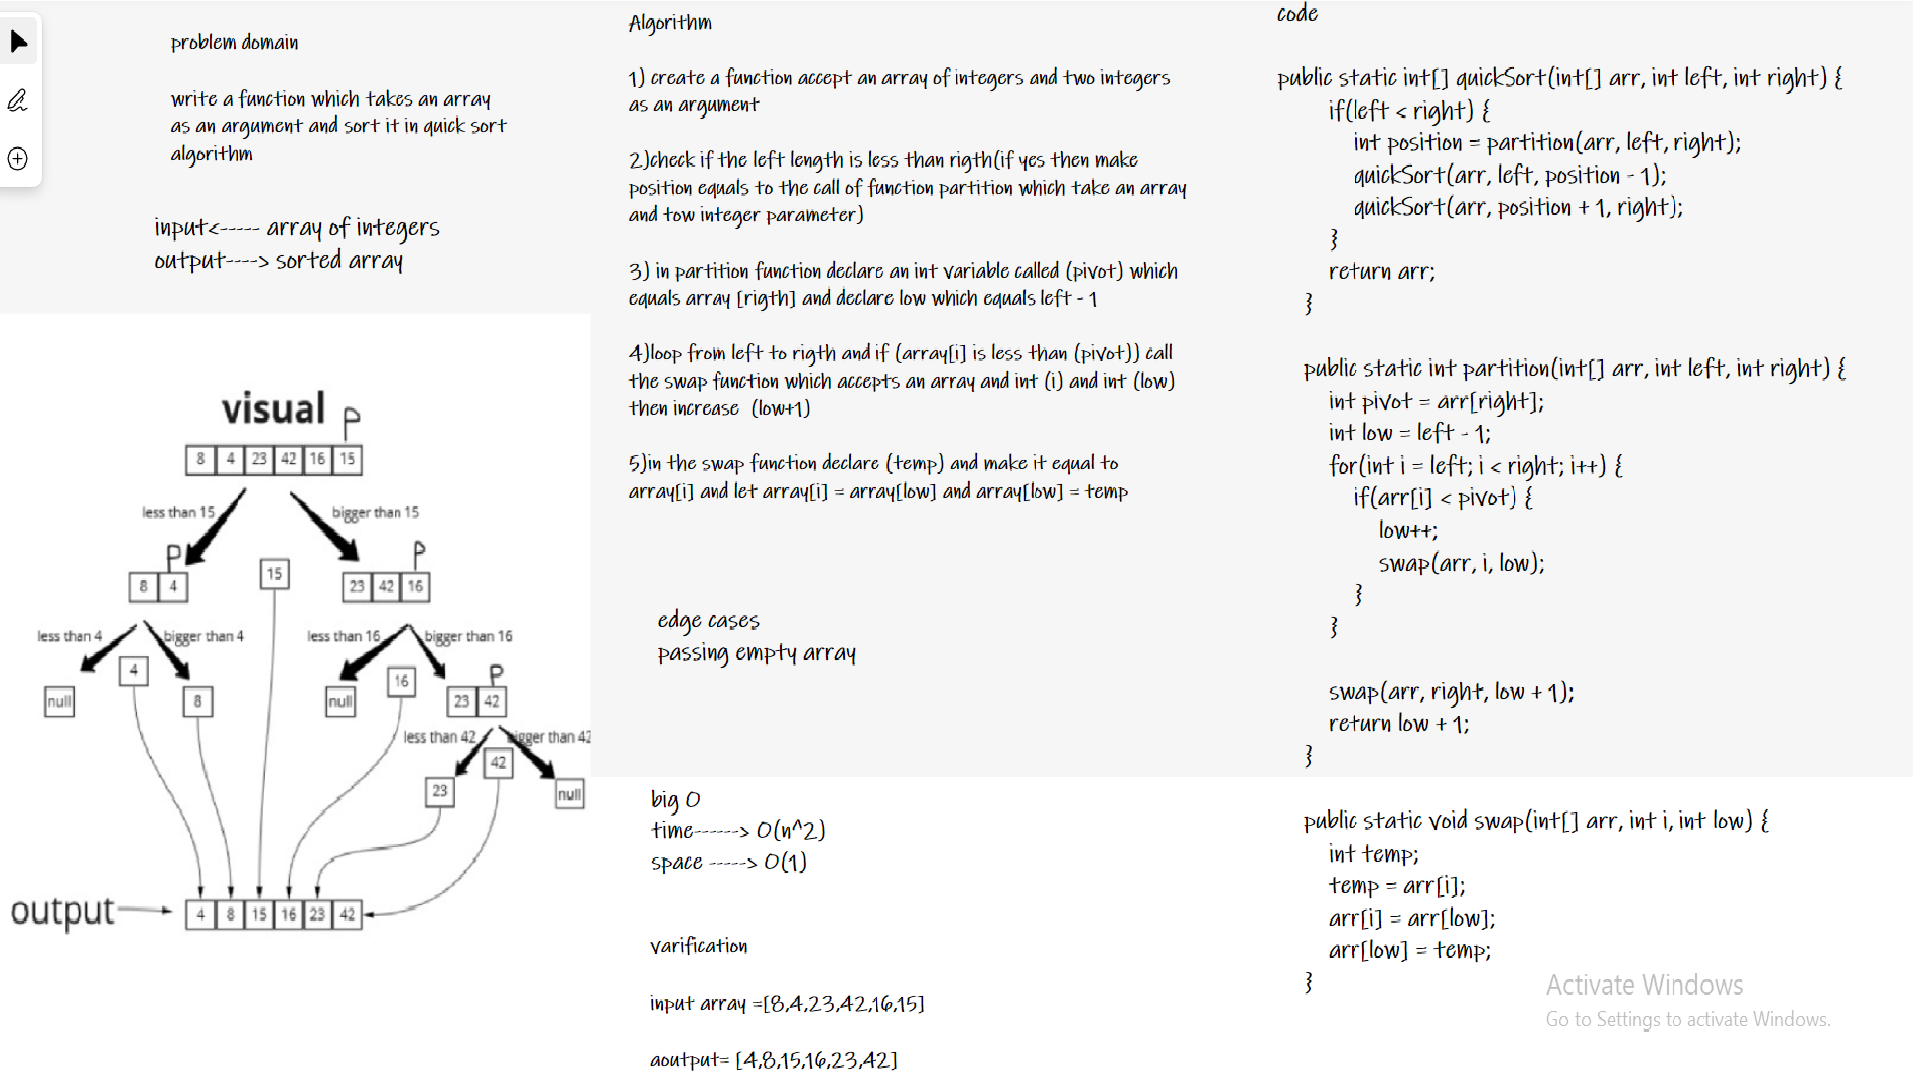 problem domain
write a function which takes an array
as an argument and sort it in quick sort
algorithm
input<----- array of integers
output----> sorted array
visual P
8 4 23 42 16 15
less than 15 bigger than 15
P P
15
8 4 23 42 16
less than 4 bigger than 4 less than 16 bigger than 16
4 16 P
null 8 null 23 42
less than 42 bigger than 42
42
23 null
output 4 8 15 16 23 42
Algorithm
1) create a function accept an array of integers and two integers
as an argument
2)check if the left length is less than rigth(if yes then make
position equals to the call of function partition which take an array
and tow integer parameter)
3) in partition function declare an int variable called (pivot) which
equals array [rigth] and declare low which equals left - 1
4)loop from left to rigth and if (array[i] is less than (pivot)) call
the swap function which accepts an array and int (i) and int (low)
then increase (low+1)
5)in the swap function declare (temp) and make it equal to
array[i] and let array[i] = array[low] and array[low] = temp
edge cases
passing empty array
big O
time------> O(n^2)
space -----> O(1)
varification
input array =[8,4,23,42,16,15]
aoutput= [4,8,15,16,23,42]
code
public static int[] quickSort(int[] arr, int left, int right) {
if(left < right) {
int position = partition(arr, left, right);
quickSort(arr, left, position - 1);
quickSort(arr, position + 1, right);
}
return arr;
}
public static int partition(int[] arr, int left, int right) {
int pivot = arr[right];
int low = left - 1;
for(int i = left; i < right; i++) {
if(arr[i] < pivot) {
low++;
swap(arr, i, low);
}
}
swap(arr, right, low + 1);
return low + 1;
}
public static void swap(int[] arr, int i, int low) {
int temp;
temp = arr[i];
arr[i] = arr[low];
arr[low] = temp;
}
Activate Windows
Go to Settings to activate Windows.